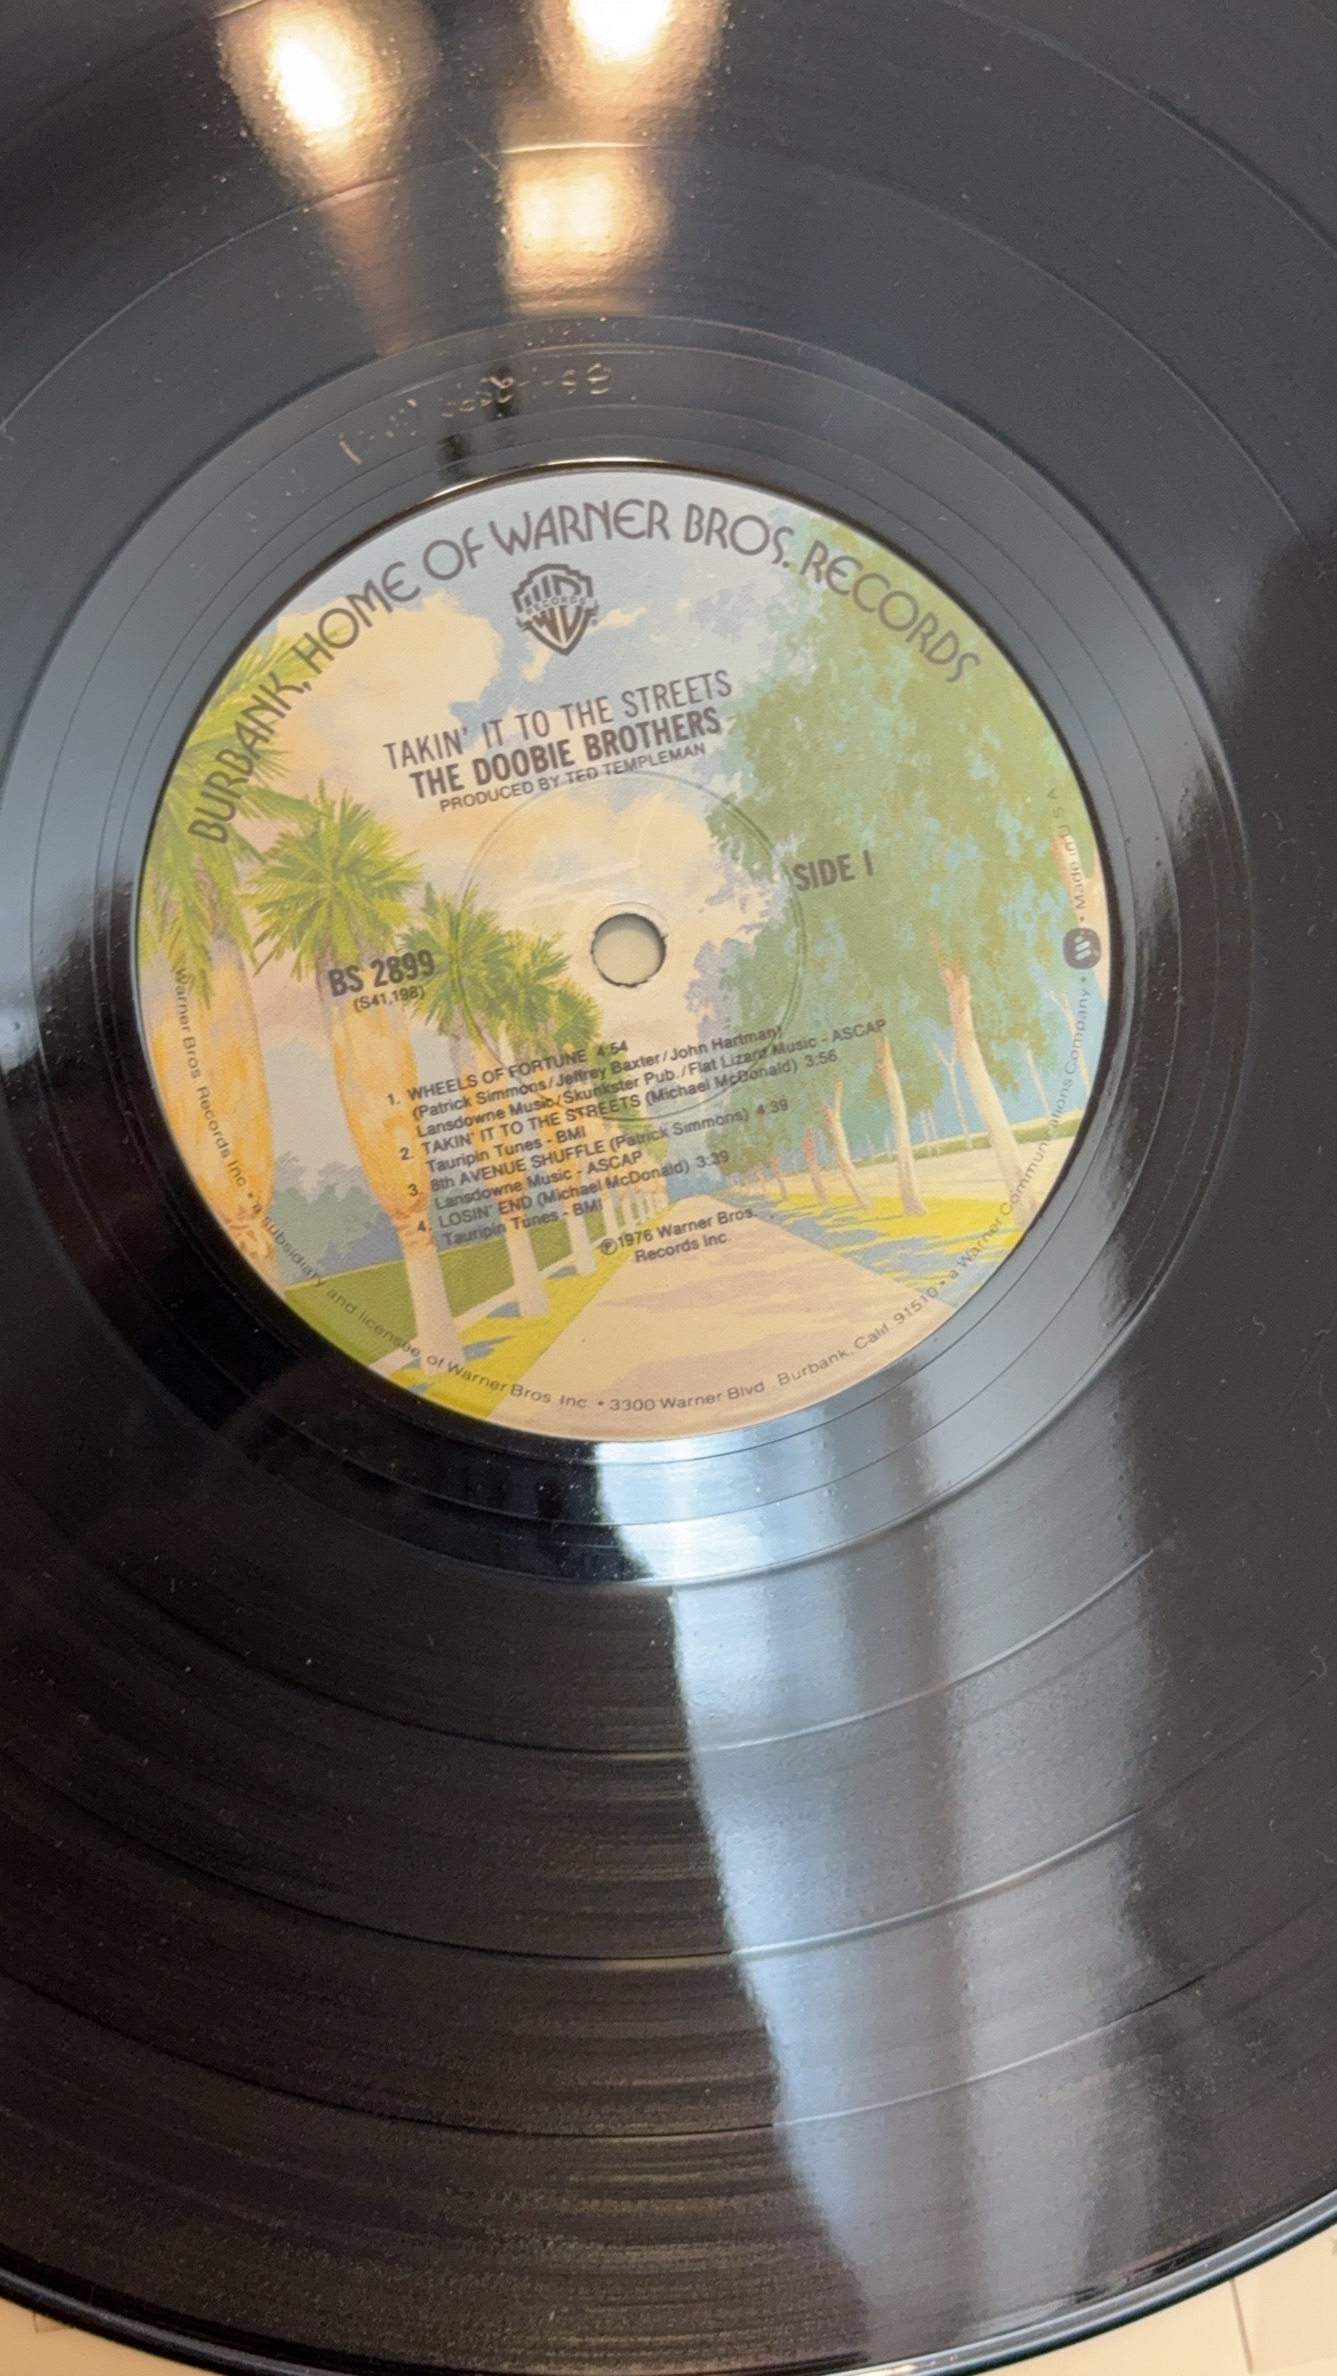 BURBANK, HOME OF WARNER BROS. RECORDS
RECORDS
TAKIN' IT TO THE STREETS
THE DOOBIE BROTHERS
PRODUCED BY TED TEMPLEMAN
SIDE 1
BS 2899
(S41,198)
1. WHEELS OF FORTUNE 4:54
(Patrick Simmons/Jeffrey Baxter/John Hartman)
Lansdowne Music/Skunkster Pub./Flat Lizard Music - ASCAP
2. TAKIN' IT TO THE STREETS (Michael McDonald) 3:56
Tauripin Tunes - BMI
3. 8th AVENUE SHUFFLE (Patrick Simmons) 4:39
Lansdowne Music - ASCAP
4. LOSIN' END (Michael McDonald) 3:39
Tauripin Tunes - BMI
℗1976 Warner Bros.
Records Inc.
Warner Bros. Records Inc. • a subsidiary and licensee of Warner Bros. Inc. • 3300 Warner Blvd., Burbank, Calif. 91510 • a Warner Communications Company • Made in U.S.A.